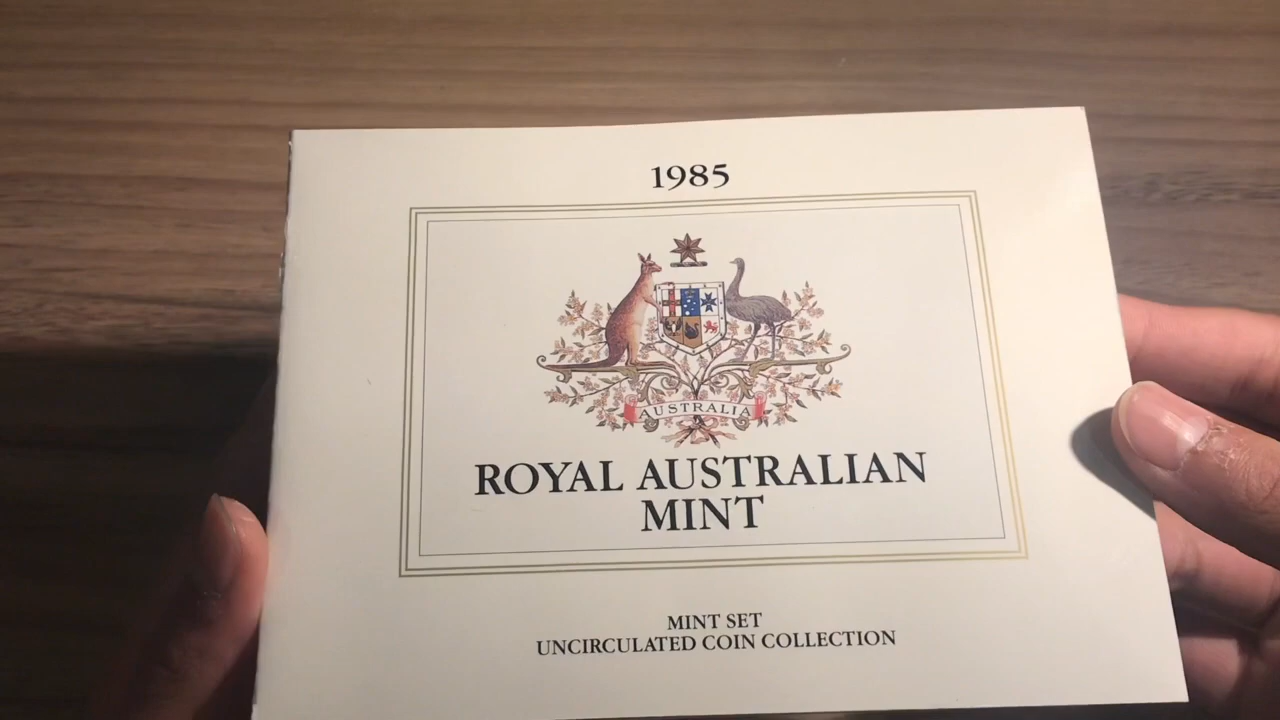 1985
AUSTRALIA
ROYAL AUSTRALIAN
MINT
MINT SET
UNCIRCULATED COIN COLLECTION